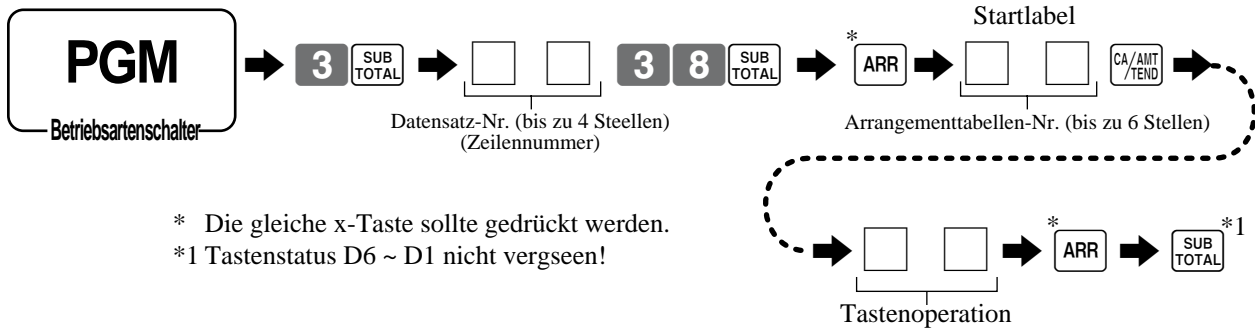 PGM
Betriebsartenschalter
3 SUB TOTAL
Datensatz-Nr. (bis zu 4 Steellen)
(Zeilennummer)
3 8 SUB TOTAL
* ARR
Startlabel
CA/AMT TEND
Arrangementtabellen-Nr. (bis zu 6 Stellen)
* Die gleiche x-Taste sollte gedrückt werden.
*1 Tastenstatus D6 ~ D1 nicht vergseen!
Tastenoperation
* ARR
SUB TOTAL *1